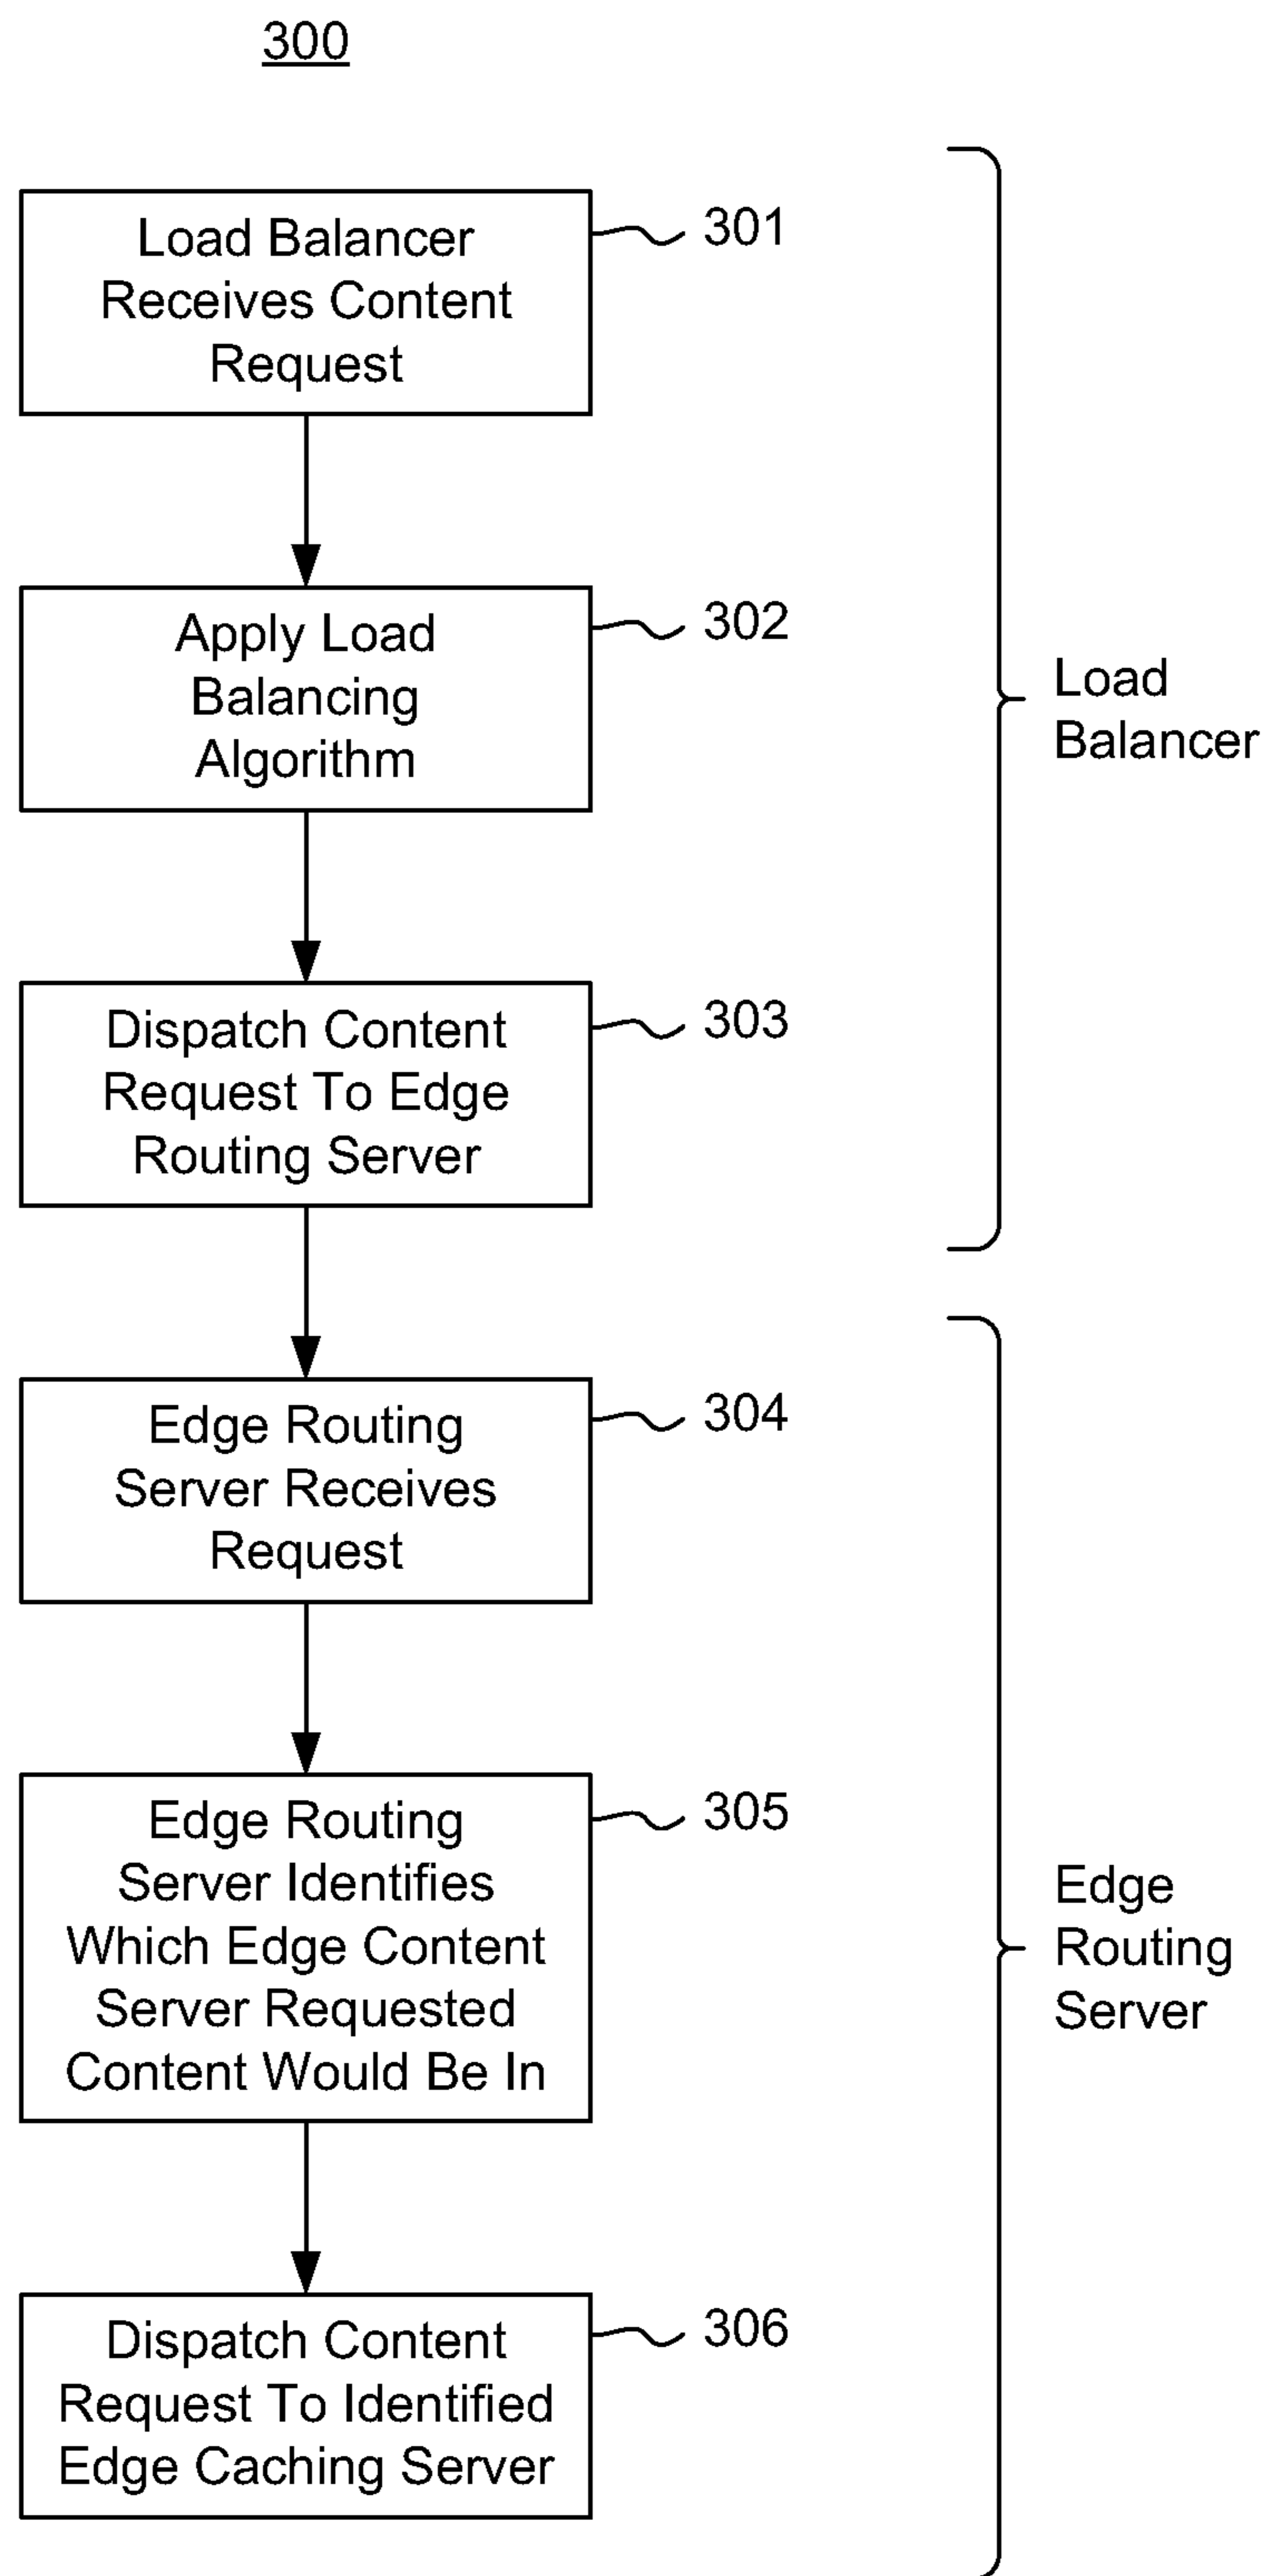 300
Load Balancer
Receives Content
Request
301
Apply Load
Balancing
Algorithm
302
Load
Balancer
Dispatch Content
Request To Edge
Routing Server
303
Edge Routing
Server Receives
Request
304
Edge Routing
Server Identifies
Which Edge Content
Server Requested
Content Would Be In
305
Edge
Routing
Server
Dispatch Content
Request To Identified
Edge Caching Server
306